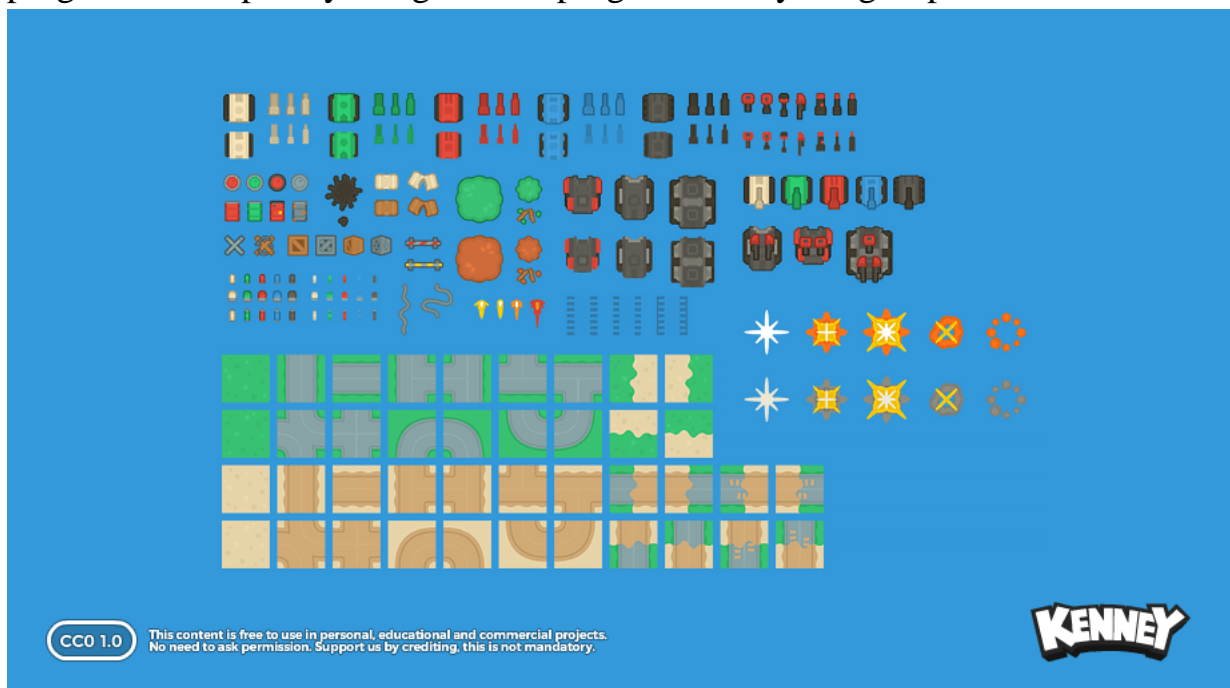 CC0 1.0
This content is free to use in personal, educational and commercial projects.
No need to ask permission. Support us by crediting, this is not mandatory.
KENNEY